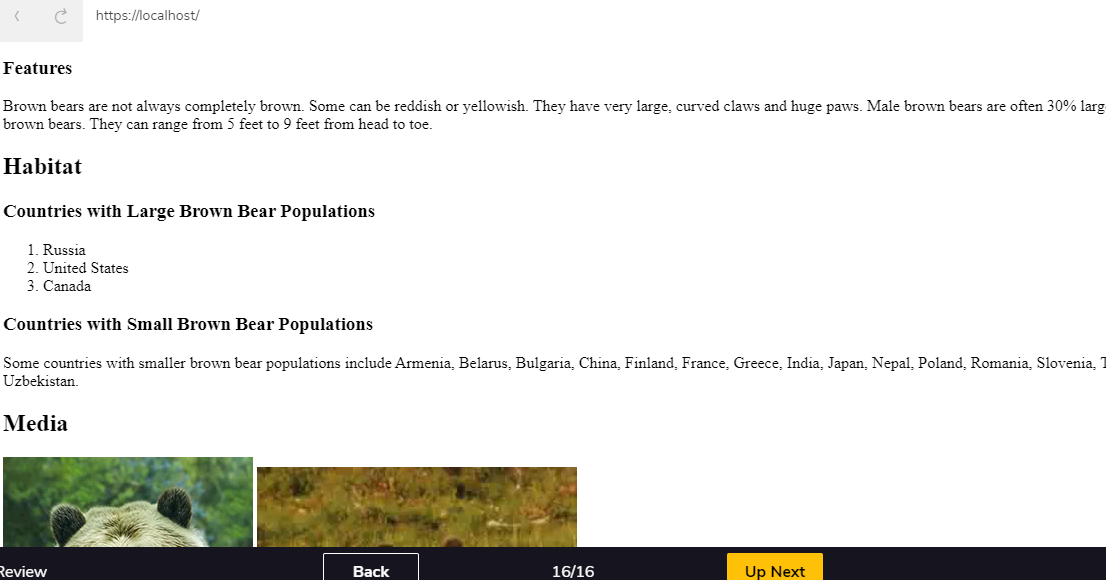 https://localhost/
Features
Brown bears are not always completely brown. Some can be reddish or yellowish. They have very large, curved claws and huge paws. Male brown bears are often 30%
brown bears. They can range from 5 feet to 9 feet from head to toe.
Habitat
Countries with Large Brown Bear Populations
1. Russia
2. United States
3. Canada
Countries with Small Brown Bear Populations
Some countries with smaller brown bear populations include Armenia, Belarus, Bulgaria, China, Finland, France, Greece, India, Japan, Nepal, Poland, Romania, Slovenia,
Uzbekistan.
Media
Review
Back
16/16
Up Next